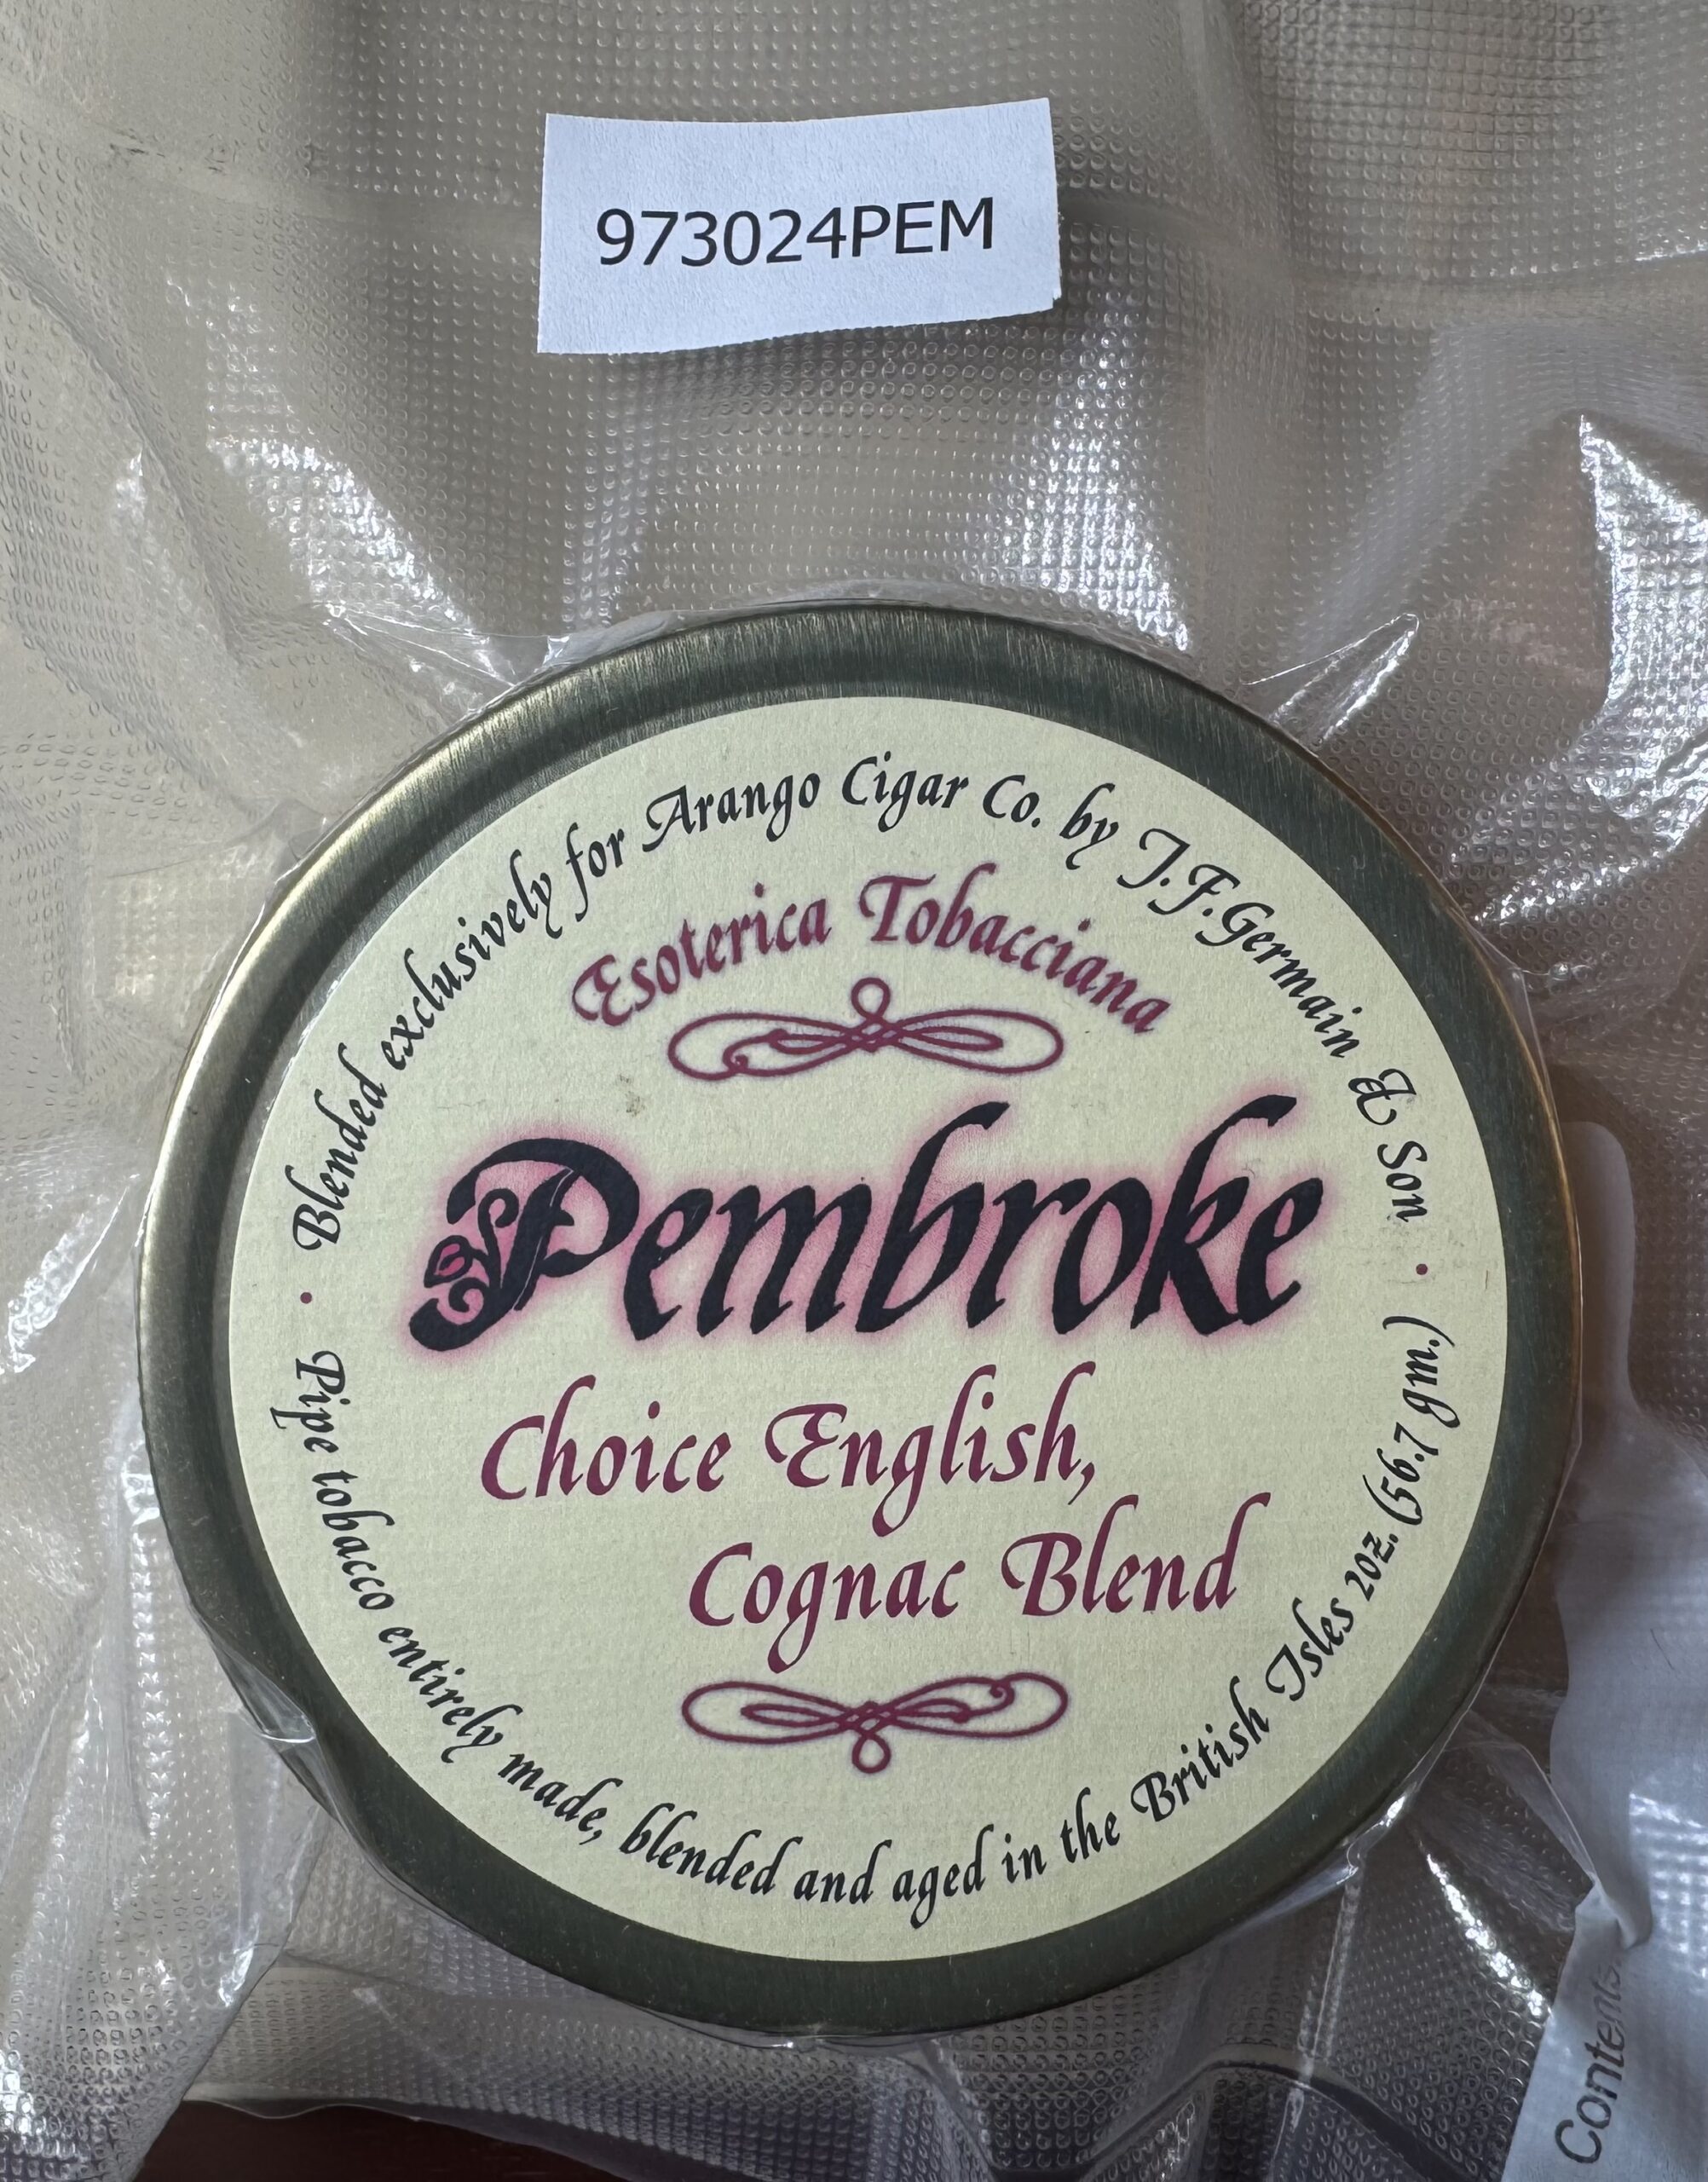 973024PEM
Blended exclusively for Arango Cigar Co. by J.F.Germain & Son
Esoterica Tobacciana
Pembroke
Choice English,
Cognac Blend
Pipe tobacco entirely made, blended and aged in the British Isles 2oz. (56.7 gm.)
Contents: